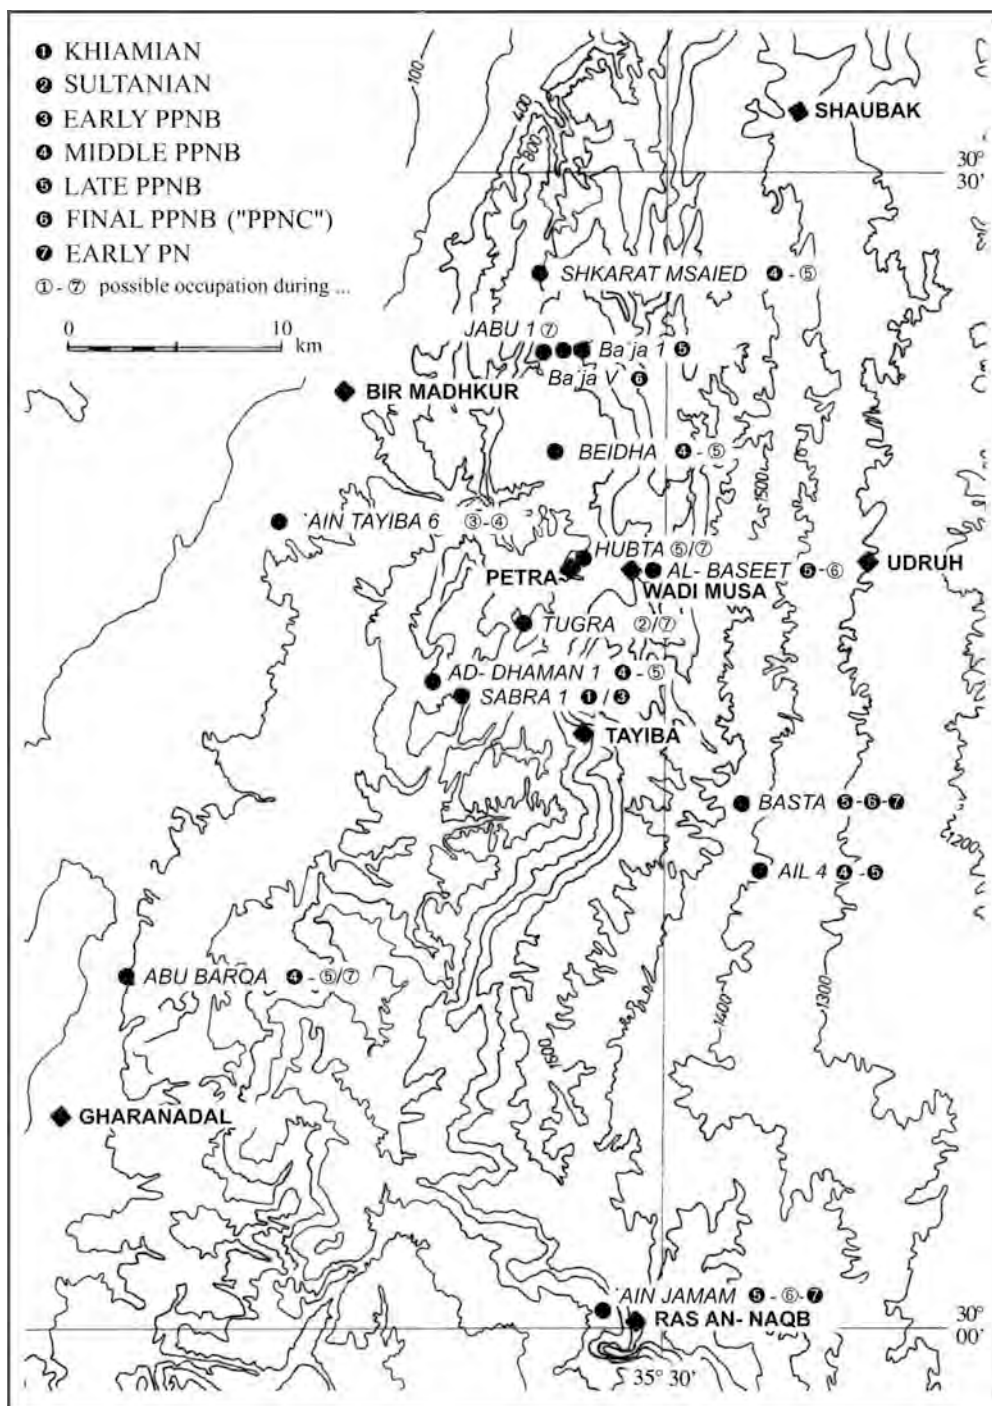 ❶ KHIAMIAN
❷ SULTANIAN
❸ EARLY PPNB
❹ MIDDLE PPNB
❺ LATE PPNB
❻ FINAL PPNB ("PPNC")
❼ EARLY PN
①-⑦ possible occupation during ...
0 10
km
100
400
800
SHAUBAK
30°
30'
SHKARAT MSAIED ❹-⑤
JABU 1 ⑦
Ba'ja 1 ❺
Ba'ja V ❻
BIR MADHKUR
BEIDHA ❹-⑤
1500
'AIN TAYIBA 6 ③-④
HUBTA ⑤/⑦
PETRA
AL- BASEET ❺-⑥
WADI MUSA
UDRUH
TUGRA ②/⑦
AD- DHAMAN 1 ❹-⑤
SABRA 1 ❶/❸
TAYIBA
BASTA ❺-❻-❼
1200
AIL 4 ❹-❺
ABU BARQA ❹-⑤/⑦
1400
1300
1600
GHARANADAL
'AIN JAMAM ❺-⑥-❼
RAS AN- NAQB
30°
00'
35° 30'